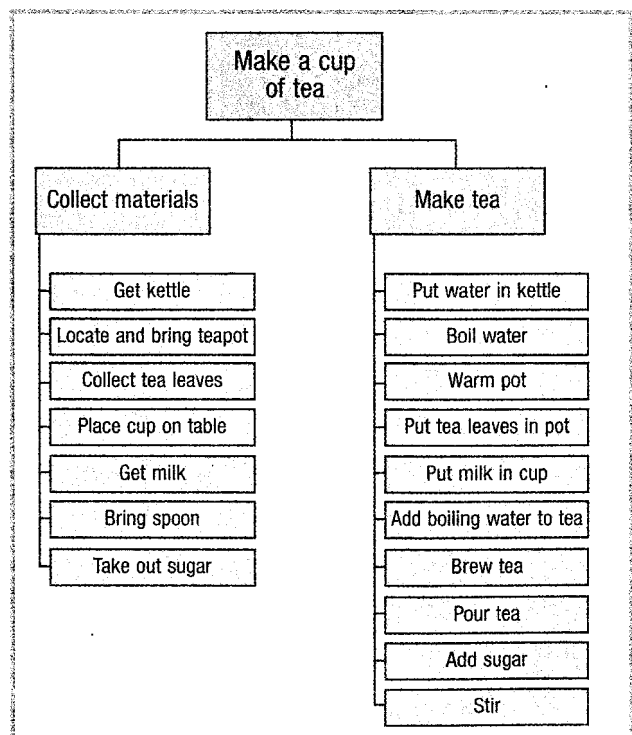 Make a cup
of tea
Collect materials
Get kettle
Locate and bring teapot
Collect tea leaves
Place cup on table
Get milk
Bring spoon
Take out sugar
Make tea
Put water in kettle
Boil water
Warm pot
Put tea leaves in pot
Put milk in cup
Add boiling water to tea
Brew tea
Pour tea
Add sugar
Stir